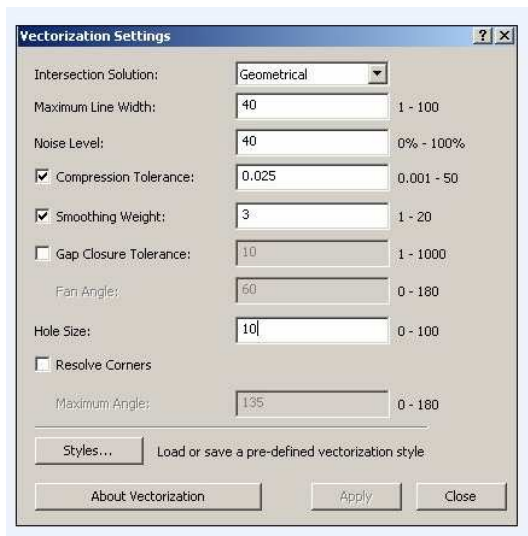 Vectorization Settings
Intersection Solution: Geometrical
Maximum Line Width: 40 1 - 100
Noise Level: 40 0% - 100%
Compression Tolerance: 0.025 0.001 - 50
Smoothing Weight: 3 1 - 20
Gap Closure Tolerance: 10 1 - 1000
Fan Angle: 60 0 - 180
Hole Size: 10 0 - 100
Resolve Corners
Maximum Angle: 135 0 - 180
Styles... Load or save a pre-defined vectorization style
About Vectorization Apply Close